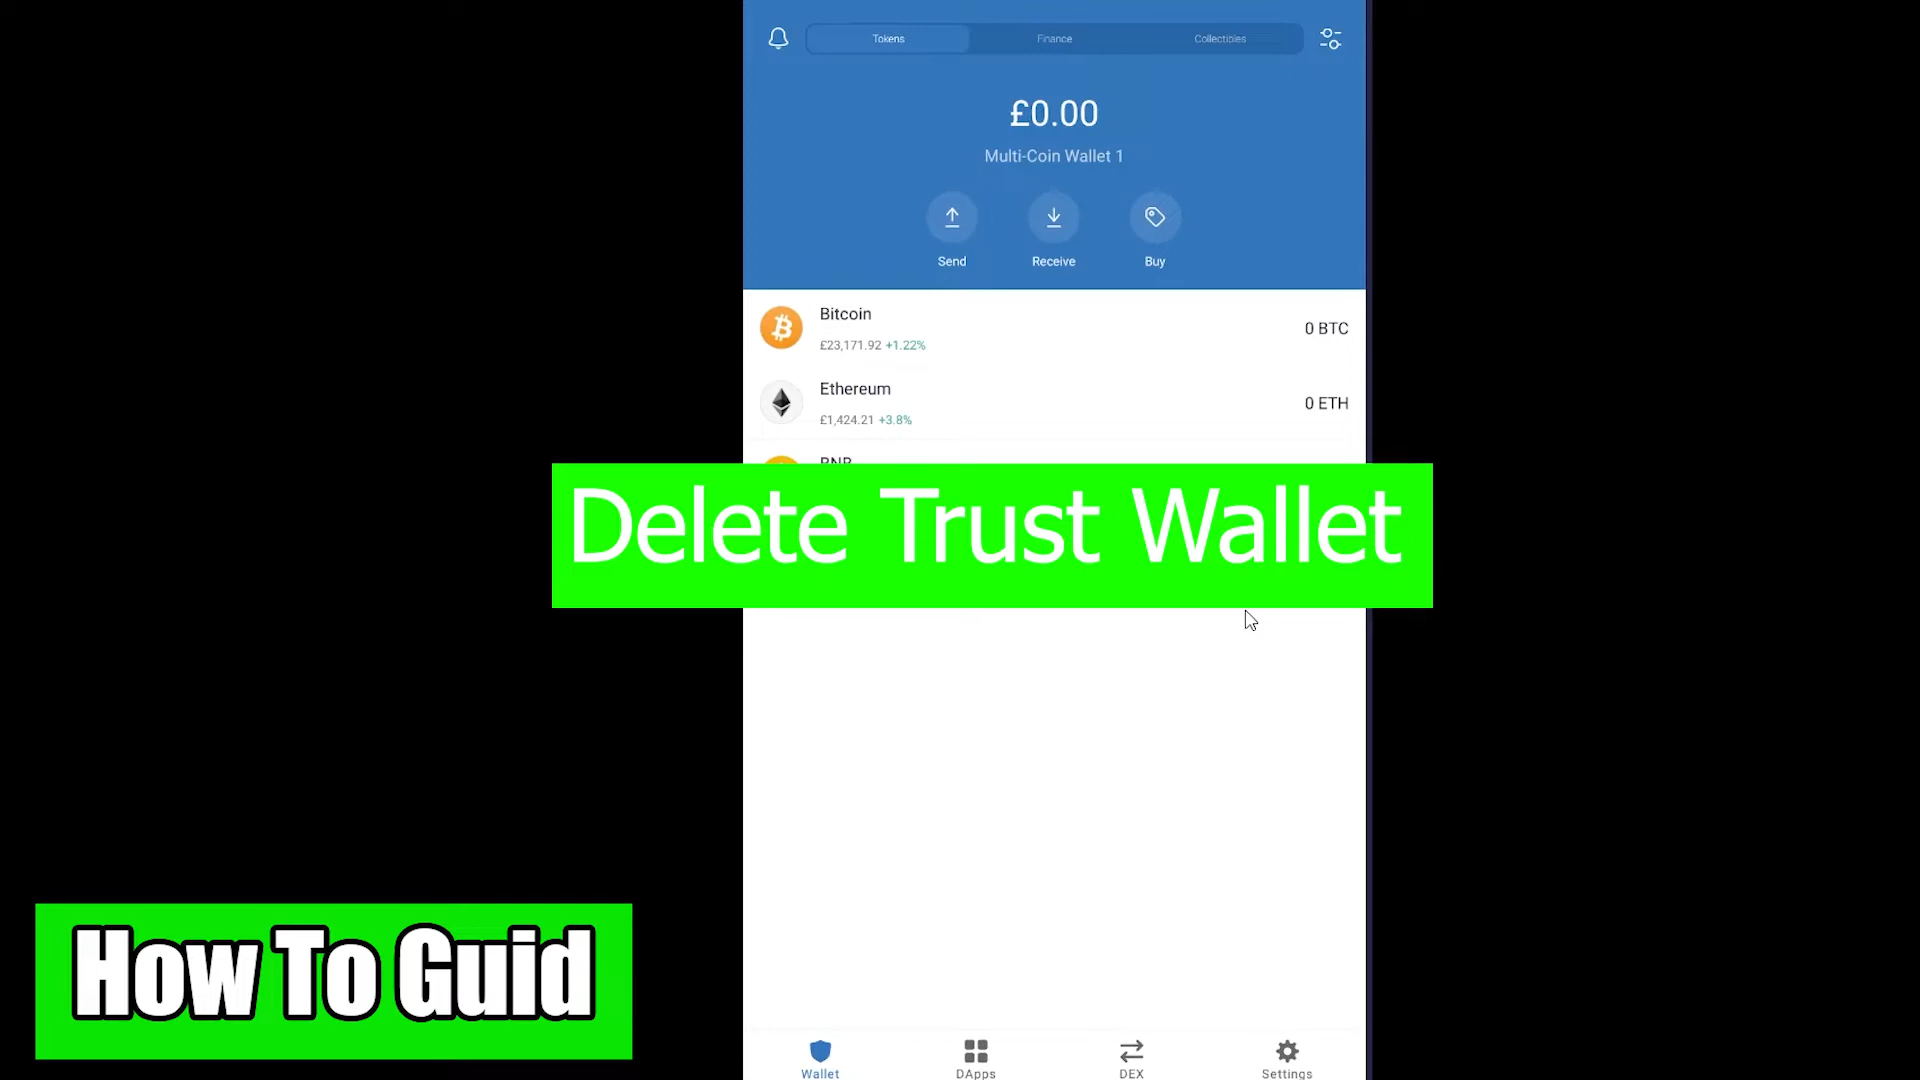 Tokens
Finance
Collectibles
£0.00
Multi-Coin Wallet 1
Send
Receive
Buy
Bitcoin
£23,171.92 +1.22%
0 BTC
Ethereum
£1,424.21 +3.8%
0 ETH
BNB
Delete Trust Wallet
How To Guid
Wallet
DApps
DEX
Settings